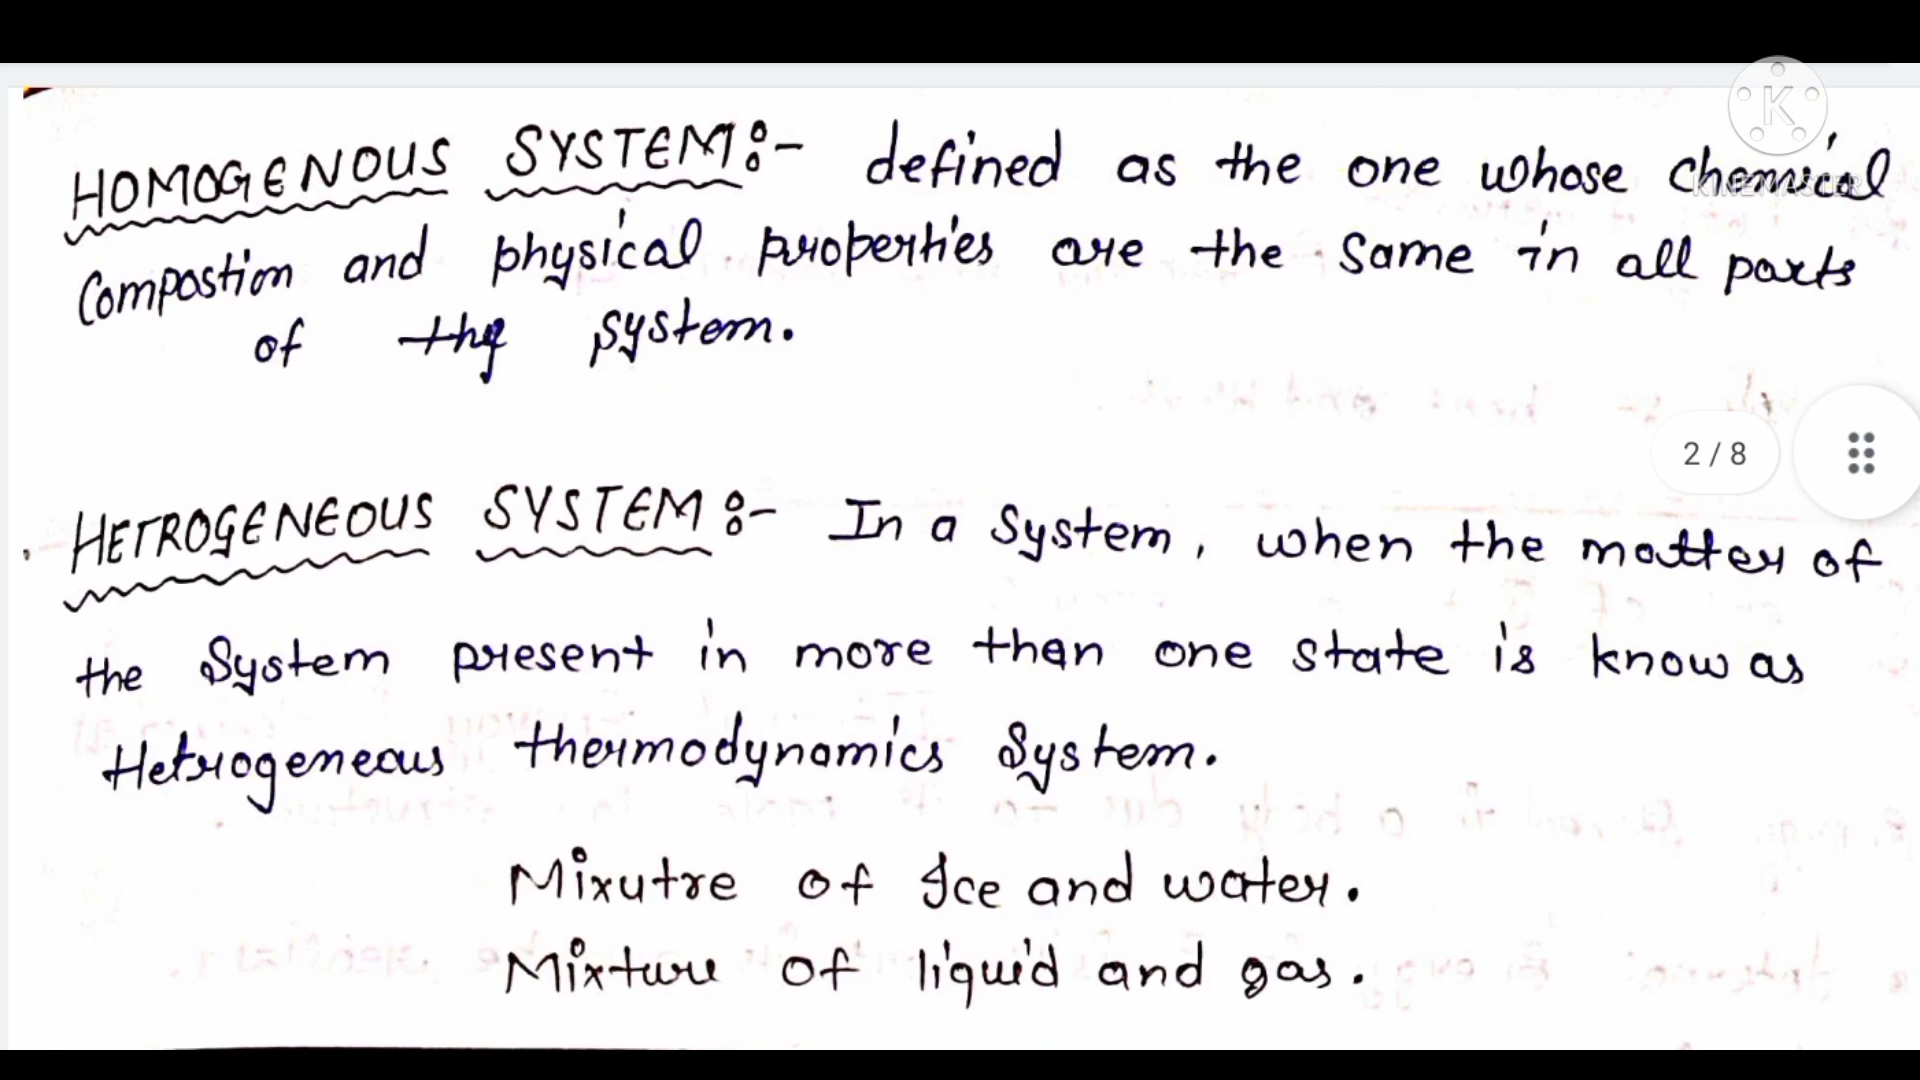 HOMOGENOUS SYSTEM:- defined as the one whose chemical
Compostion and physical properties are the same in all parts
of the system.
K
KINEMASTER
2 / 8
HETROGENEOUS SYSTEM:- In a System, when the matter of
the System present in more than one state is know as
Hetrogeneous thermodynamics System.
Mixutre of Ice and water.
Mixture of liquid and gas.